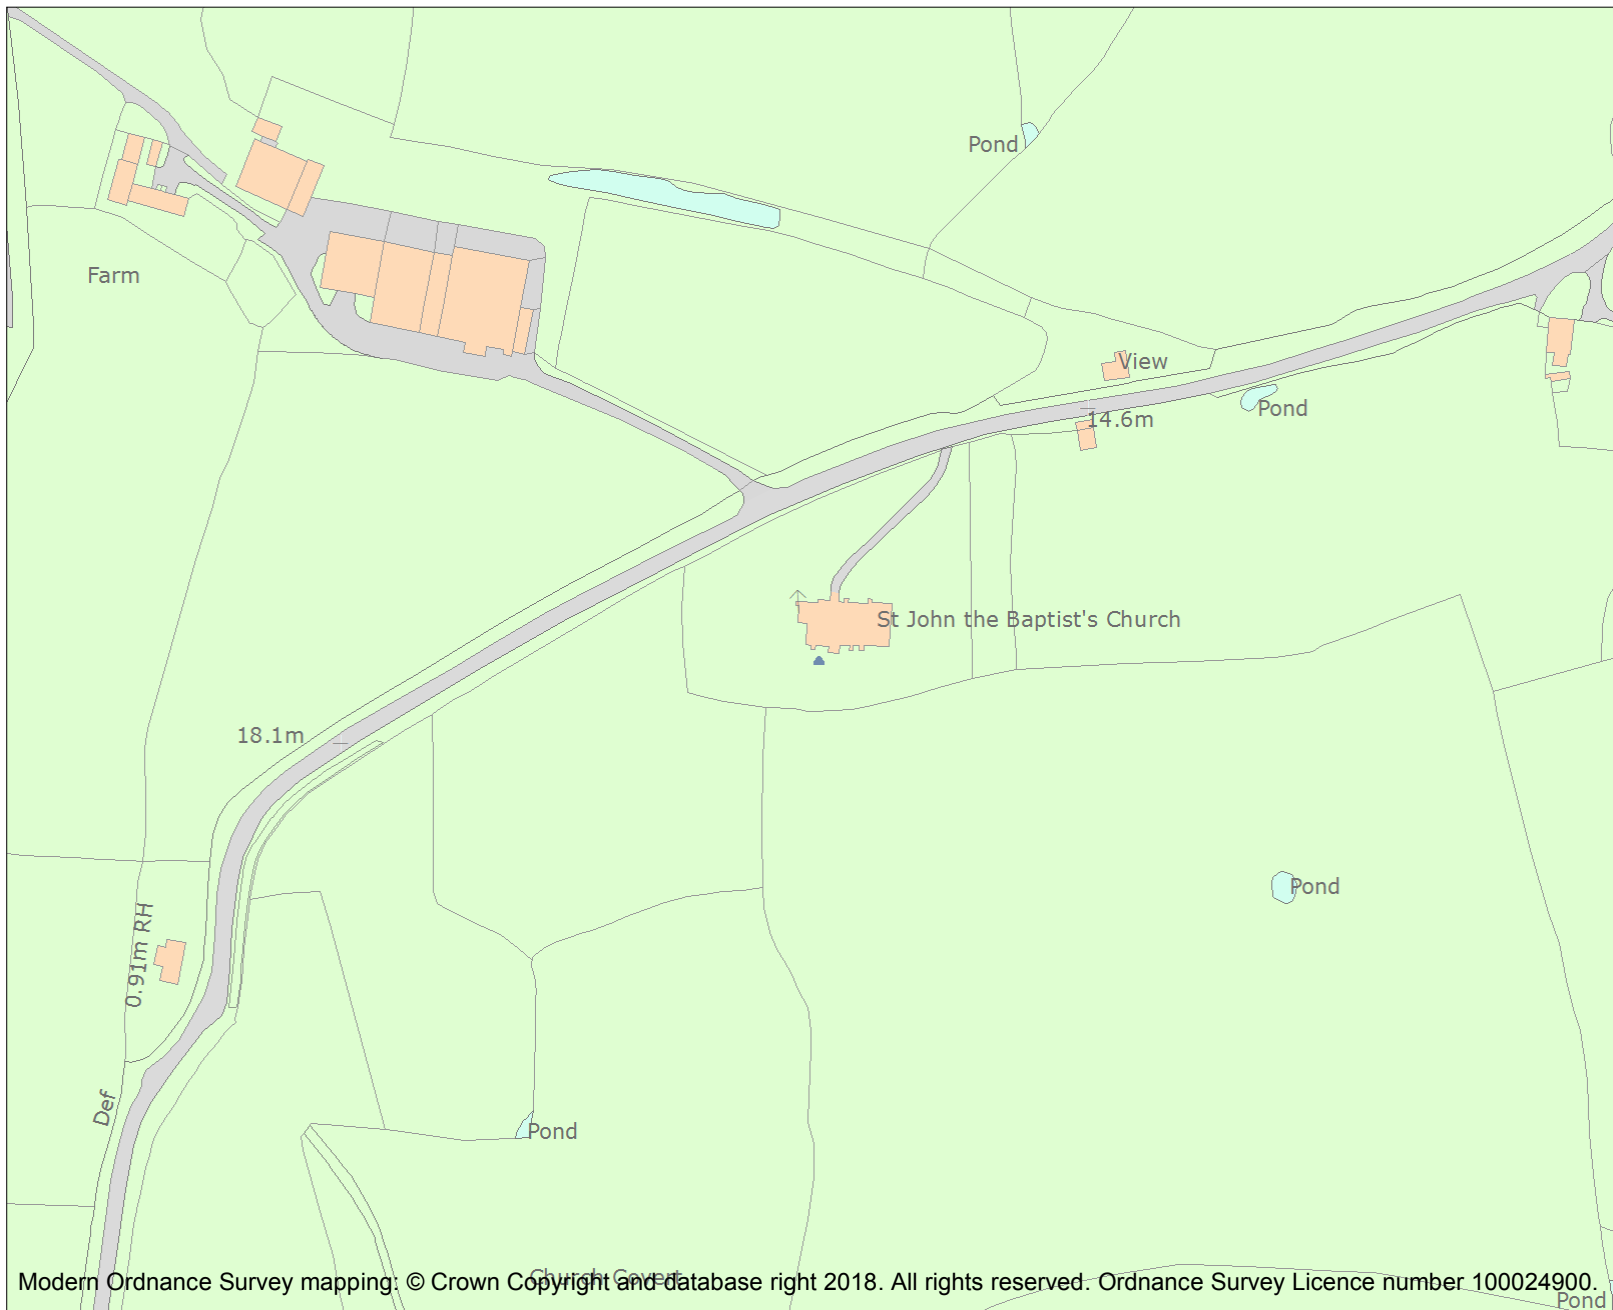 Pond
Farm
View
Pond
14.6m
St John the Baptist's Church
18.1m
Pond
0.91m RH
Def
Pond
Church Covert
Modern Ordnance Survey mapping: © Crown Copyright and database right 2018. All rights reserved. Ordnance Survey Licence number 100024900.
Pond